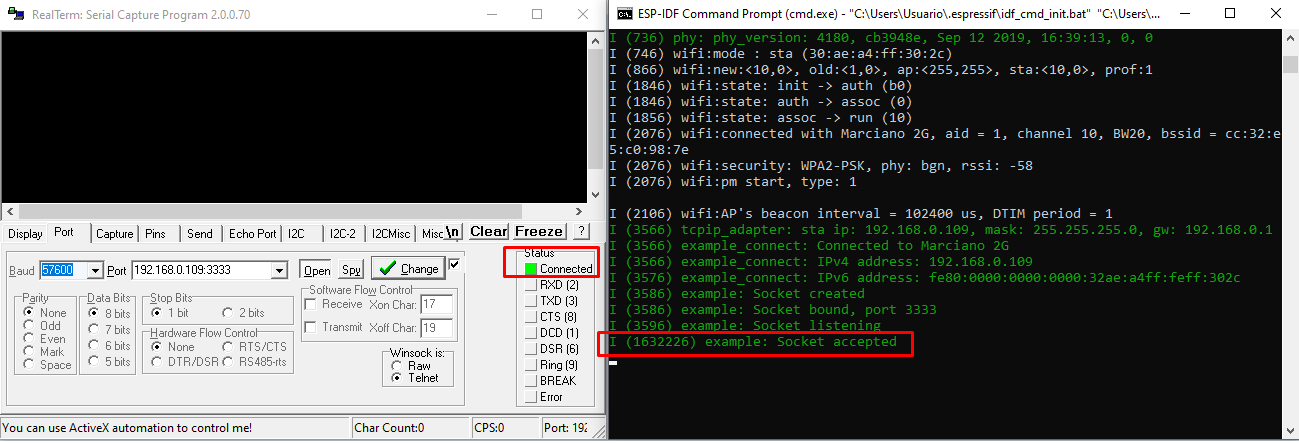 RealTerm: Serial Capture Program 2.0.0.70
Display Port Capture Pins Send Echo Port I2C I2C-2 I2CMisc Misc \n Clear Freeze ?
Baud 57600 Port 192.168.0.109:3333 Open Spy Change
Parity
None
Odd
Even
Mark
Space
Data Bits
8 bits
7 bits
6 bits
5 bits
Stop Bits
1 bit 2 bits
Hardware Flow Control
None RTS/CTS
DTR/DSR RS485-rts
Software Flow Control
Receive Xon Char: 17
Transmit Xoff Char: 19
Winsock is:
Raw
Telnet
Status
Connected
RXD (2)
TXD (3)
CTS (8)
DCD (1)
DSR (6)
Ring (9)
BREAK
Error
You can use ActiveX automation to control me! Char Count:0 CPS:0 Port: 192
ESP-IDF Command Prompt (cmd.exe) - "C:\Users\Usuario\.espressif\idf_cmd_init.bat" "C:\Users\...
I (736) phy: phy_version: 4180, cb3948e, Sep 12 2019, 16:39:13, 0, 0
I (746) wifi:mode : sta (30:ae:a4:ff:30:2c)
I (866) wifi:new:<10,0>, old:<1,0>, ap:<255,255>, sta:<10,0>, prof:1
I (1846) wifi:state: init -> auth (b0)
I (1846) wifi:state: auth -> assoc (0)
I (1856) wifi:state: assoc -> run (10)
I (2076) wifi:connected with Marciano 2G, aid = 1, channel 10, BW20, bssid = cc:32:e
5:c0:98:7e
I (2076) wifi:security: WPA2-PSK, phy: bgn, rssi: -58
I (2076) wifi:pm start, type: 1
I (2106) wifi:AP's beacon interval = 102400 us, DTIM period = 1
I (3566) tcpip_adapter: sta ip: 192.168.0.109, mask: 255.255.255.0, gw: 192.168.0.1
I (3566) example_connect: Connected to Marciano 2G
I (3566) example_connect: IPv4 address: 192.168.0.109
I (3576) example_connect: IPv6 address: fe80:0000:0000:0000:32ae:a4ff:feff:302c
I (3586) example: Socket created
I (3586) example: Socket bound, port 3333
I (3596) example: Socket listening
I (1632226) example: Socket accepted